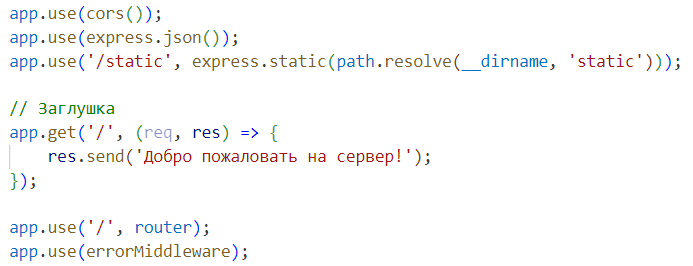 app.use(cors());
app.use(express.json());
app.use('/static', express.static(path.resolve(__dirname, 'static')));
// Заглушка
app.get('/', (req, res) => {
    res.send('Добро пожаловать на сервер!');
});
app.use('/', router);
app.use(errorMiddleware);